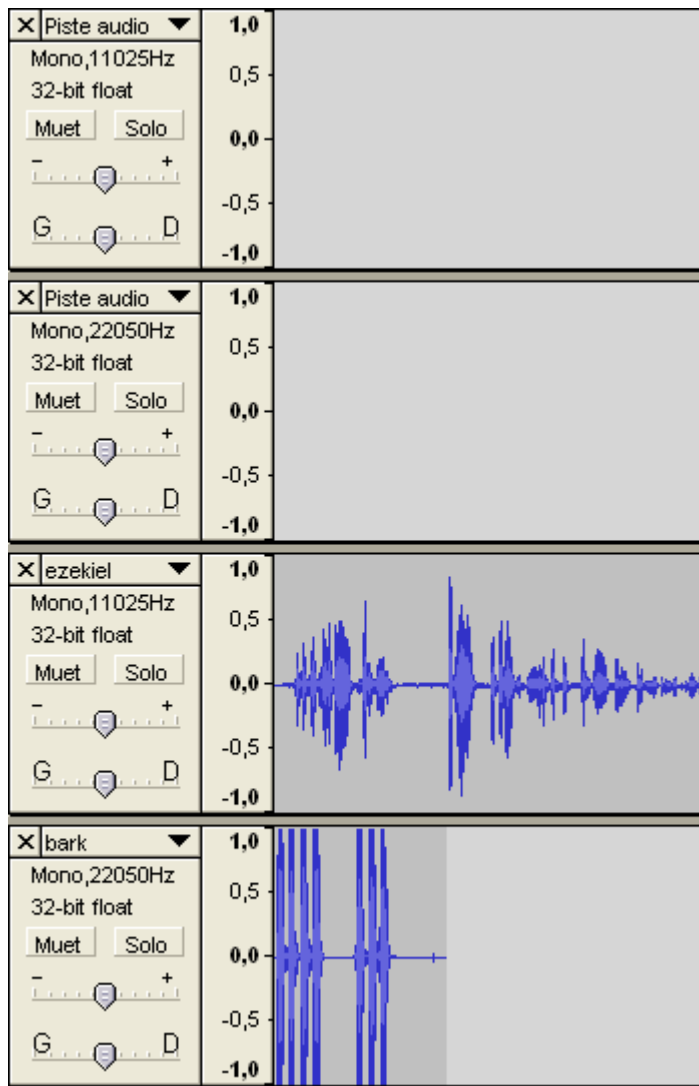 Piste audio
Mono,11025Hz
32-bit float
Muet Solo
- +
G D
1,0
0,5
0,0
-0,5
-1,0
Piste audio
Mono,22050Hz
32-bit float
Muet Solo
- +
G D
1,0
0,5
0,0
-0,5
-1,0
ezekiel
Mono,11025Hz
32-bit float
Muet Solo
- +
G D
1,0
0,5
0,0
-0,5
-1,0
bark
Mono,22050Hz
32-bit float
Muet Solo
- +
G D
1,0
0,5
0,0
-0,5
-1,0